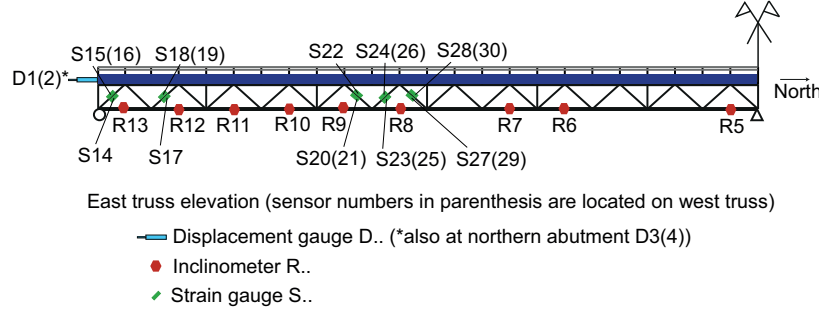 S15(16) S18(19) S22 S24(26) S28(30)
D1(2)*
North
R13 R12 R11 R10 R9 R8 R7 R6 R5
S14 S17 S20(21) S23(25) S27(29)
East truss elevation (sensor numbers in parenthesis are located on west truss)
Displacement gauge D.. (*also at northern abutment D3(4))
Inclinometer R..
Strain gauge S..